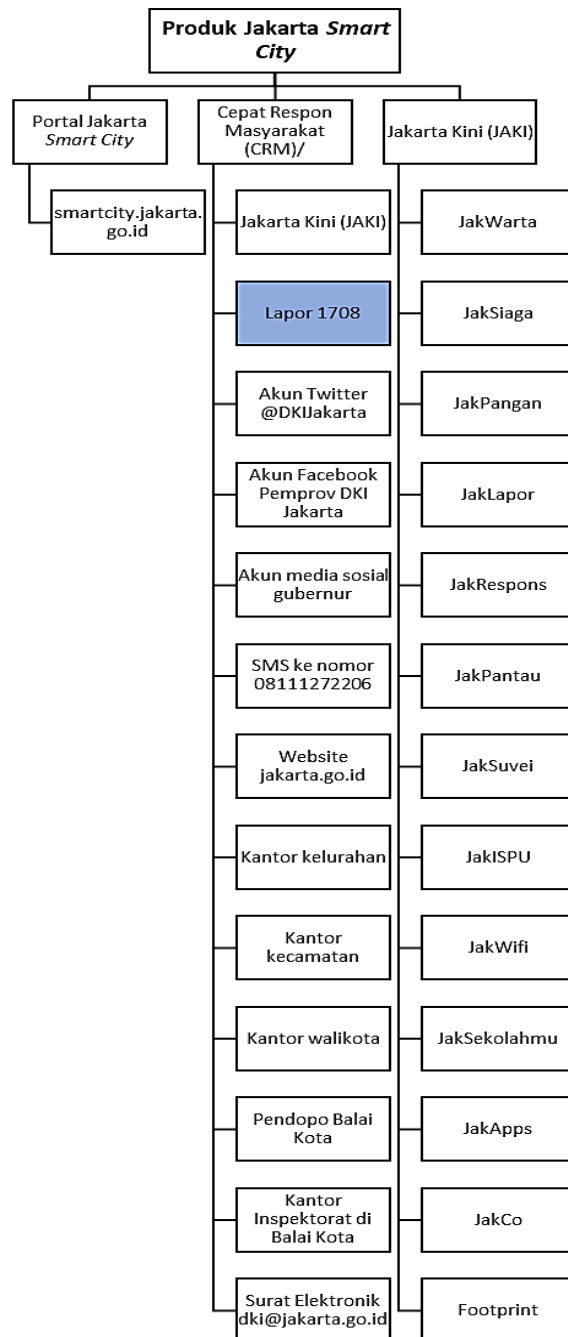 Produk Jakarta Smart
City
Portal Jakarta
Smart City
smartcity.jakarta.
go.id
Cepat Respon
Masyarakat
(CRM)/
Jakarta Kini (JAKI)
Lapor 1708
Akun Twitter
@DKIJakarta
Akun Facebook
Pemprov DKI
Jakarta
Akun media sosial
gubernur
SMS ke nomor
08111272206
Website
jakarta.go.id
Kantor kelurahan
Kantor
kecamatan
Kantor walikota
Pendopo Balai
Kota
Kantor
Inspektorat di
Balai Kota
Surat Elektronik
dki@jakarta.go.id
Jakarta Kini (JAKI)
JakWarta
JakSiaga
JakPangan
JakLapor
JakRespons
JakPantau
JakSuvei
JakISPU
JakWifi
JakSekolahmu
JakApps
JakCo
Footprint